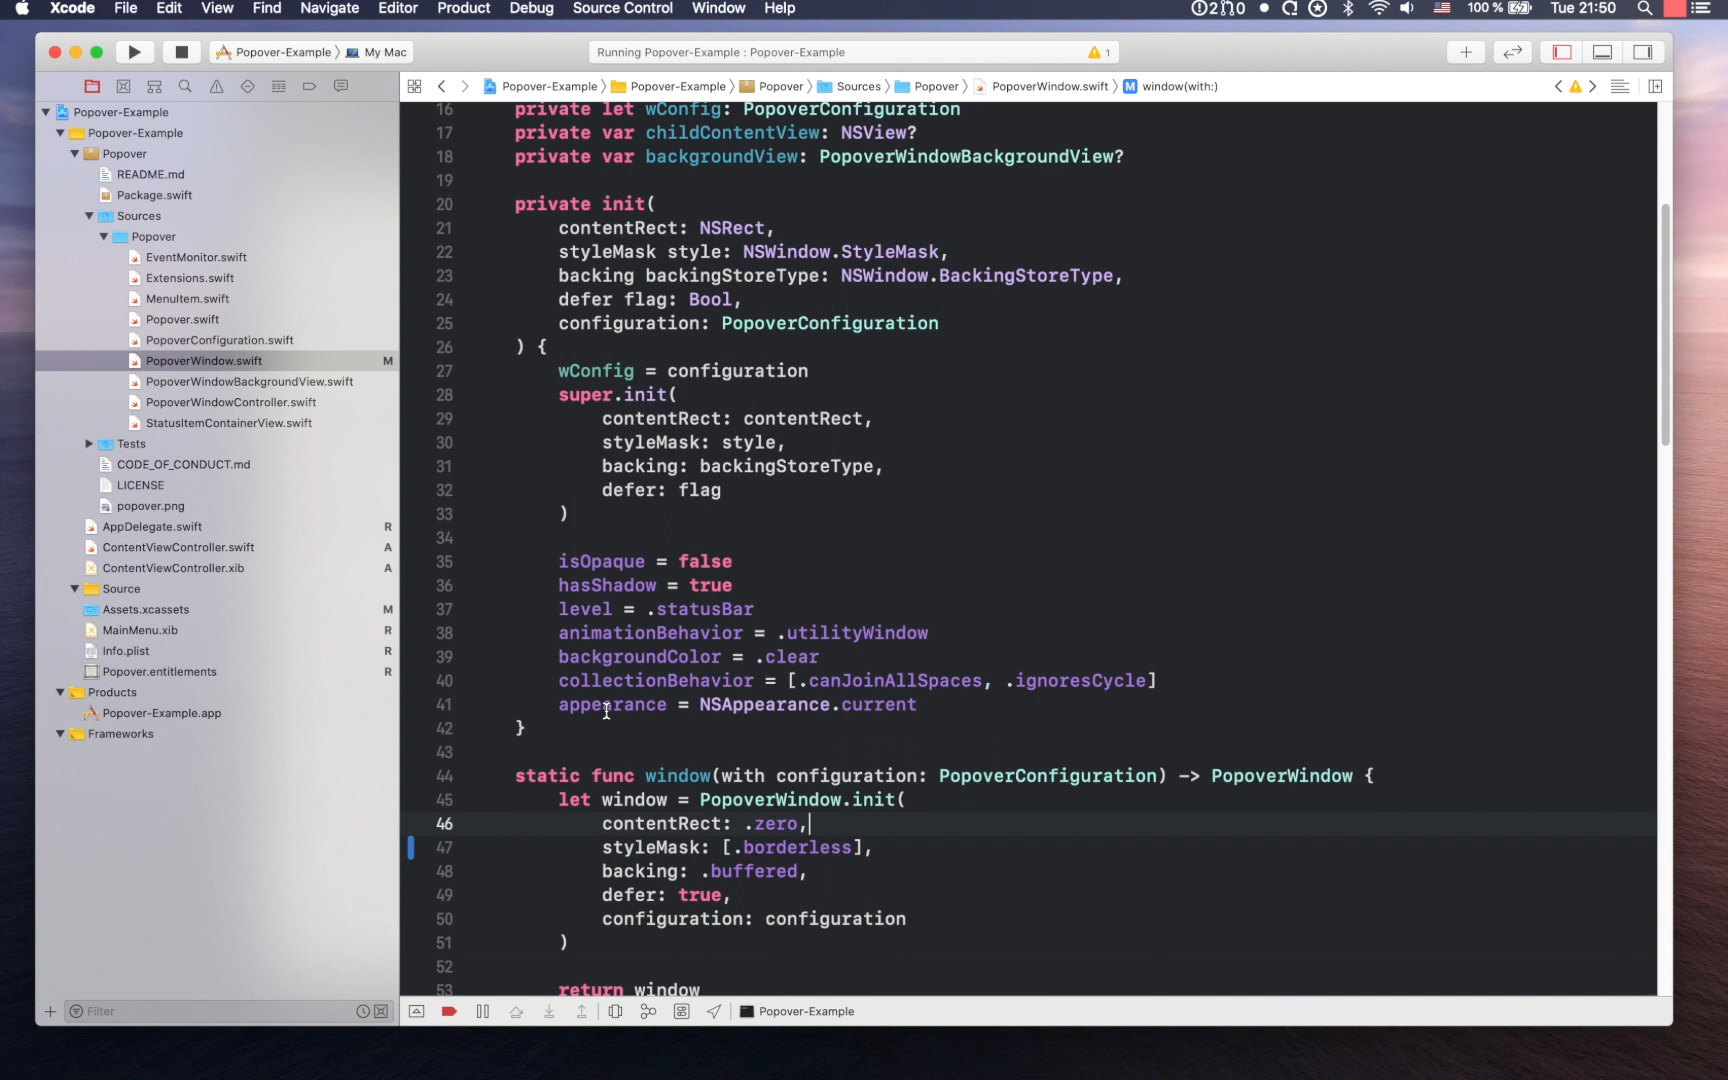 Xcode File Edit View Find Navigate Editor Product Debug Source Control Window Help 100 % Tue 21:50
Popover-Example 〉 My Mac Running Popover-Example : Popover-Example 1
Popover-Example 〉 Popover-Example 〉 Popover 〉 Sources 〉 Popover 〉 PopoverWindow.swift 〉 M window(with:)
Popover-Example
Popover-Example
Popover
README.md
Package.swift
Sources
Popover
EventMonitor.swift
Extensions.swift
MenuItem.swift
Popover.swift
PopoverConfiguration.swift
PopoverWindow.swift M
PopoverWindowBackgroundView.swift
PopoverWindowController.swift
StatusItemContainerView.swift
Tests
CODE_OF_CONDUCT.md
LICENSE
popover.png
AppDelegate.swift R
ContentViewController.swift A
ContentViewController.xib A
Source
Assets.xcassets M
MainMenu.xib R
Info.plist R
Popover.entitlements R
Products
Popover-Example.app
Frameworks
Filter
16 private let wConfig: PopoverConfiguration
17 private var childContentView: NSView?
18 private var backgroundView: PopoverWindowBackgroundView?
19
20 private init(
21 contentRect: NSRect,
22 styleMask style: NSWindow.StyleMask,
23 backing backingStoreType: NSWindow.BackingStoreType,
24 defer flag: Bool,
25 configuration: PopoverConfiguration
26 ) {
27 wConfig = configuration
28 super.init(
29 contentRect: contentRect,
30 styleMask: style,
31 backing: backingStoreType,
32 defer: flag
33 )
34
35 isOpaque = false
36 hasShadow = true
37 level = .statusBar
38 animationBehavior = .utilityWindow
39 backgroundColor = .clear
40 collectionBehavior = [.canJoinAllSpaces, .ignoresCycle]
41 appearance = NSAppearance.current
42 }
43
44 static func window(with configuration: PopoverConfiguration) -> PopoverWindow {
45 let window = PopoverWindow.init(
46 contentRect: .zero,
47 styleMask: [.borderless],
48 backing: .buffered,
49 defer: true,
50 configuration: configuration
51 )
52
53 return window
Popover-Example